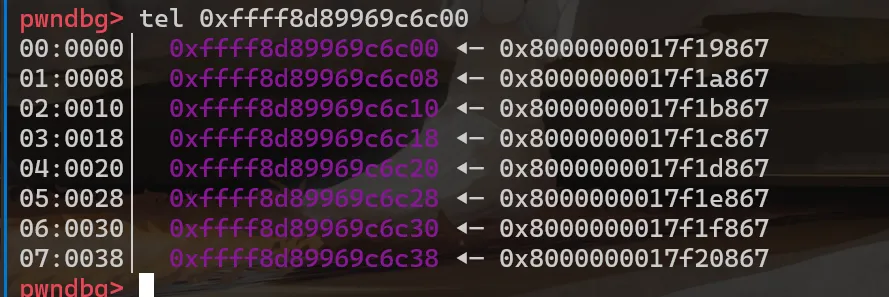 pwndbg> tel 0xffff8d89969c6c00
00:0000│  0xffff8d89969c6c00 ◂— 0x8000000017f19867
01:0008│  0xffff8d89969c6c08 ◂— 0x8000000017f1a867
02:0010│  0xffff8d89969c6c10 ◂— 0x8000000017f1b867
03:0018│  0xffff8d89969c6c18 ◂— 0x8000000017f1c867
04:0020│  0xffff8d89969c6c20 ◂— 0x8000000017f1d867
05:0028│  0xffff8d89969c6c28 ◂— 0x8000000017f1e867
06:0030│  0xffff8d89969c6c30 ◂— 0x8000000017f1f867
07:0038│  0xffff8d89969c6c38 ◂— 0x8000000017f20867
pwndbg>